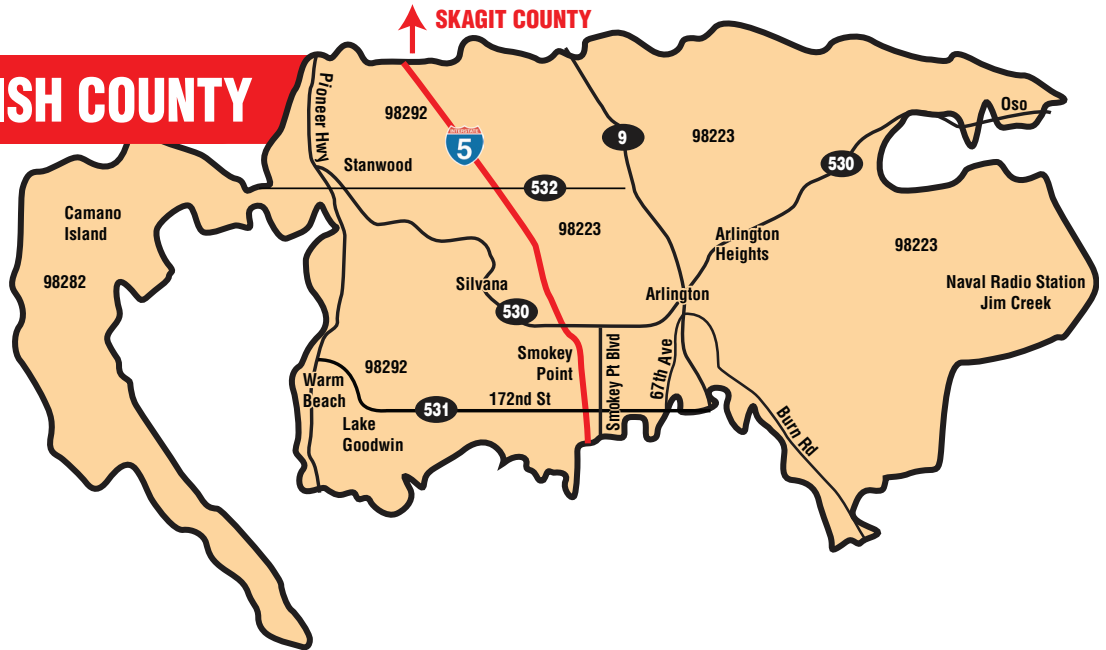 SKAGIT COUNTY
ISH COUNTY
Pioneer Hwy
98292
INTERSTATE
5
9
98223
Oso
530
Stanwood
532
Camano
Island
98223
Arlington
Heights
98223
98282
Silvana
Arlington
Naval Radio Station
Jim Creek
530
Smokey
Point
Smokey Pt Blvd
67th Ave
98292
Warm
Beach
531
172nd St
Lake
Goodwin
Burn Rd